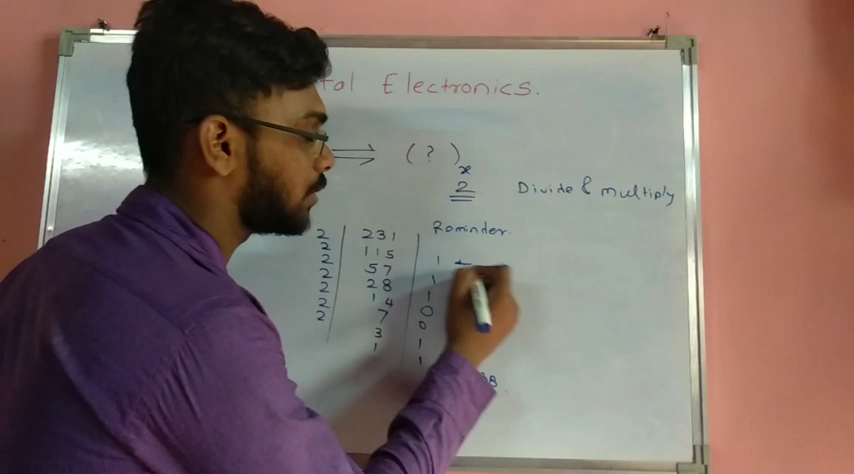 tal Electronics.
⇒ ( ? )x
2
Divide & multiply
Reminder.
2 231
2 115 1 ←
2 57 1
2 28 1
2 14 0
2 7 0
2 3 1
1 1